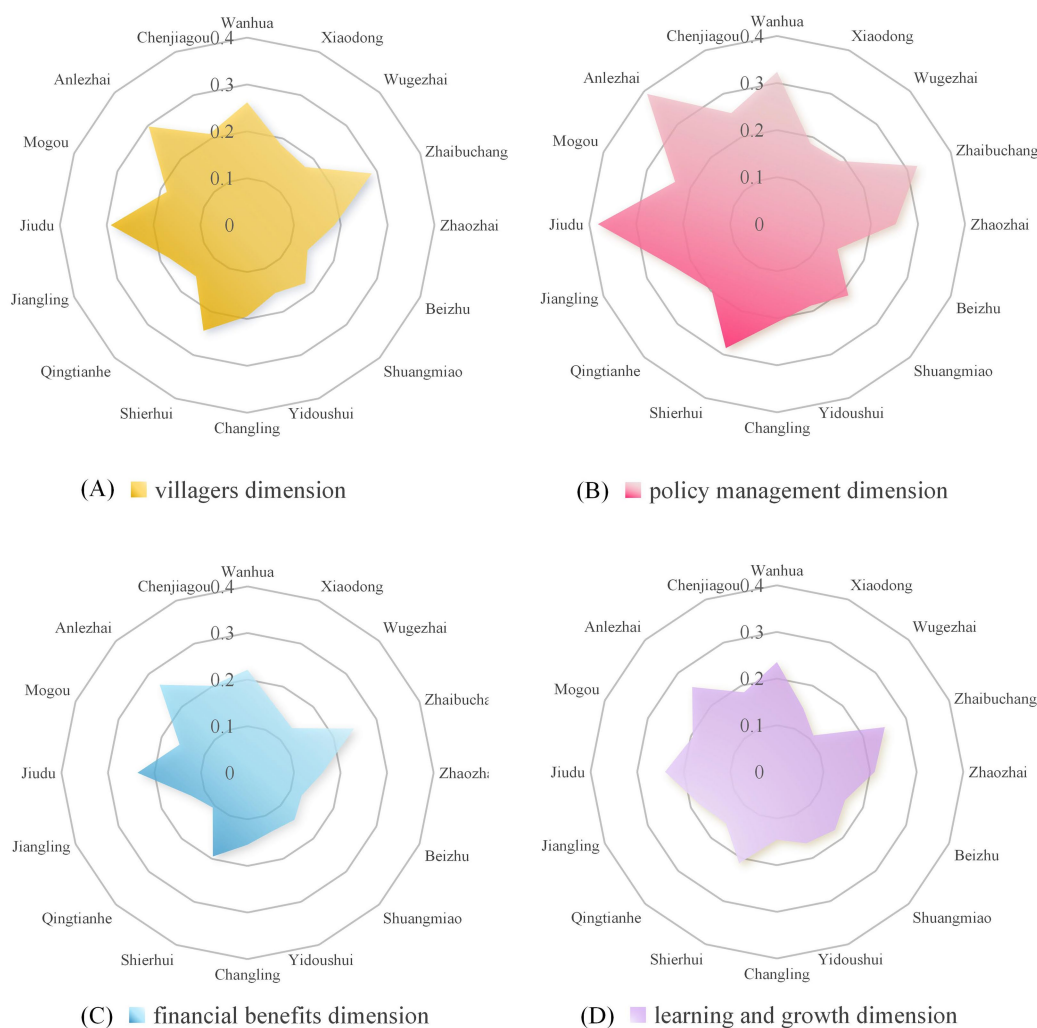 Wanhua
Chenjiagou
0.4
Xiaodong
Anlezhai
0.3
Wugezhai
Mogou
0.2
Zhaibuchang
0.1
Jiudu
0
Zhaozhai
Jiangling
Beizhu
Qingtianhe
Shuangmiao
Shierhui
Yidoushui
Changling
(A) villagers dimension
Wanhua
Chenjiagou
0.4
Xiaodong
Anlezhai
0.3
Wugezhai
Mogou
0.2
Zhaibuchang
0.1
Jiudu
0
Zhaozhai
Jiangling
Beizhu
Qingtianhe
Shuangmiao
Shierhui
Yidoushui
Changling
(B) policy management dimension
Wanhua
Chenjiagou
0.4
Xiaodong
Anlezhai
0.3
Wugezhai
Mogou
0.2
Zhaibucha
0.1
Jiudu
0
Zhaozha
Jiangling
Beizhu
Qingtianhe
Shuangmiao
Shierhui
Yidoushui
Changling
(C) financial benefits dimension
Wanhua
Chenjiagou
0.4
Xiaodong
Anlezhai
0.3
Wugezhai
Mogou
0.2
Zhaibuchang
0.1
Jiudu
0
Zhaozhai
Jiangling
Beizhu
Qingtianhe
Shuangmiao
Shierhui
Yidoushui
Changling
(D) learning and growth dimension